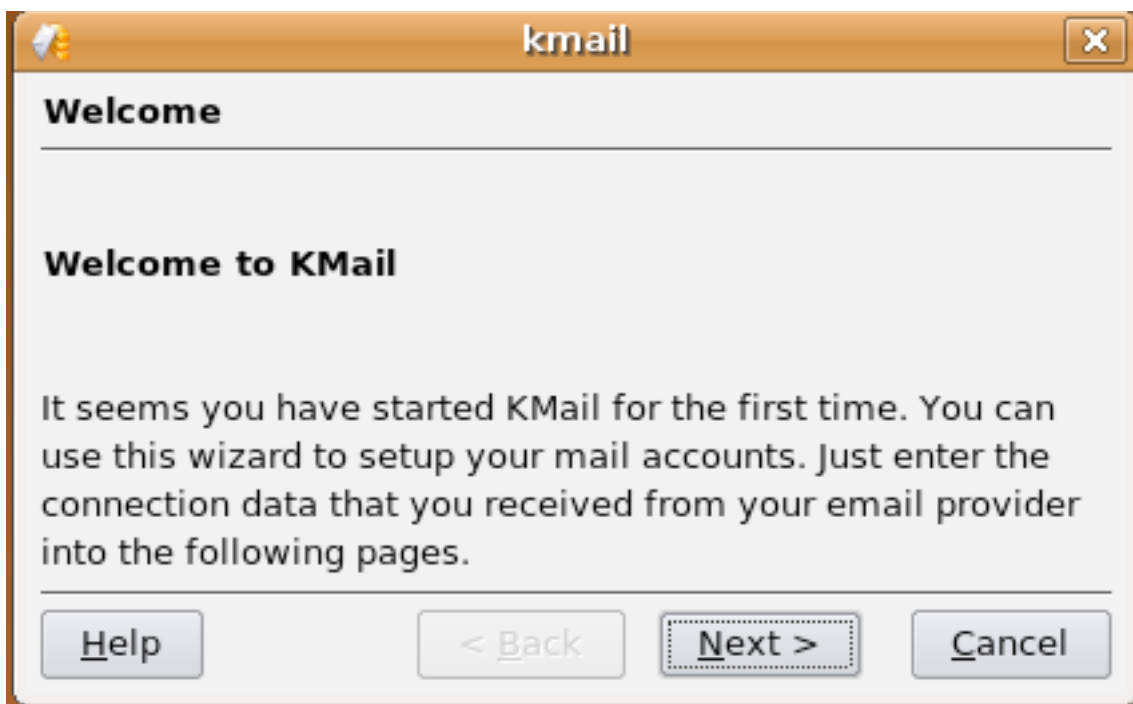 kmail
Welcome
Welcome to KMail
It seems you have started KMail for the first time. You can
use this wizard to setup your mail accounts. Just enter the
connection data that you received from your email provider
into the following pages.
Help < Back Next > Cancel